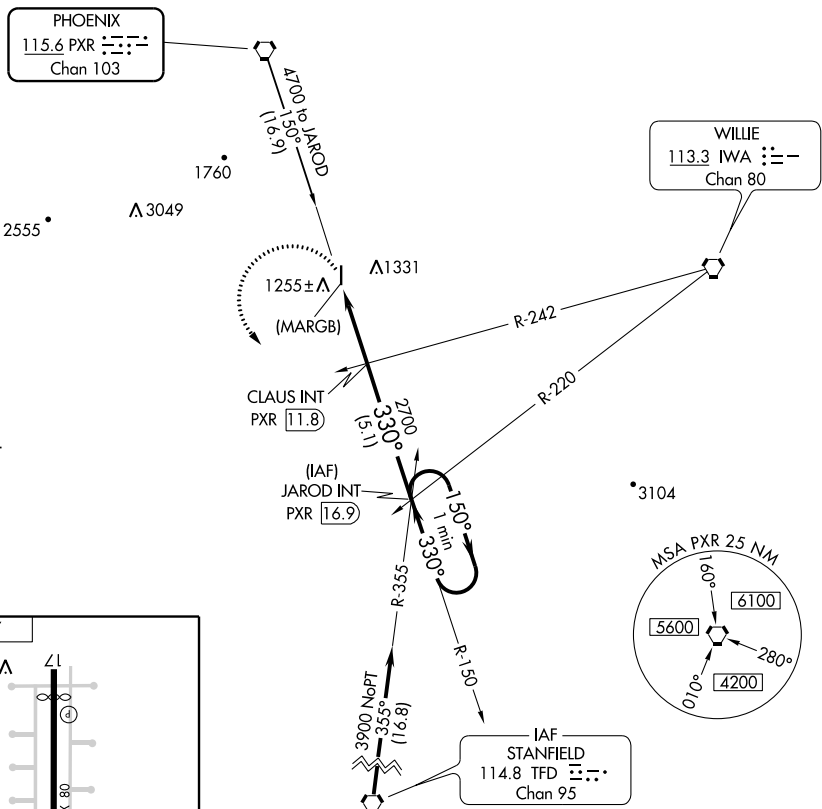 PHOENIX
115.6 PXR
Chan 103
4700 to JAROD
150°
(16.9)
1760
3049
2555
WILLIE
113.3 IWA
Chan 80
1255±
1331
(MARGB)
R-242
CLAUS INT
PXR 11.8
R-220
2700
330°
(5.1)
(IAF)
JAROD INT
PXR 16.9
150°
1 min
330°
3104
R-355
R-150
MSA PXR 25 NM
160°
6100
5600
280°
010°
4200
3900 NoPT
355°
(16.8)
IAF
STANFIELD
114.8 TFD
Chan 95
17
P
X 80